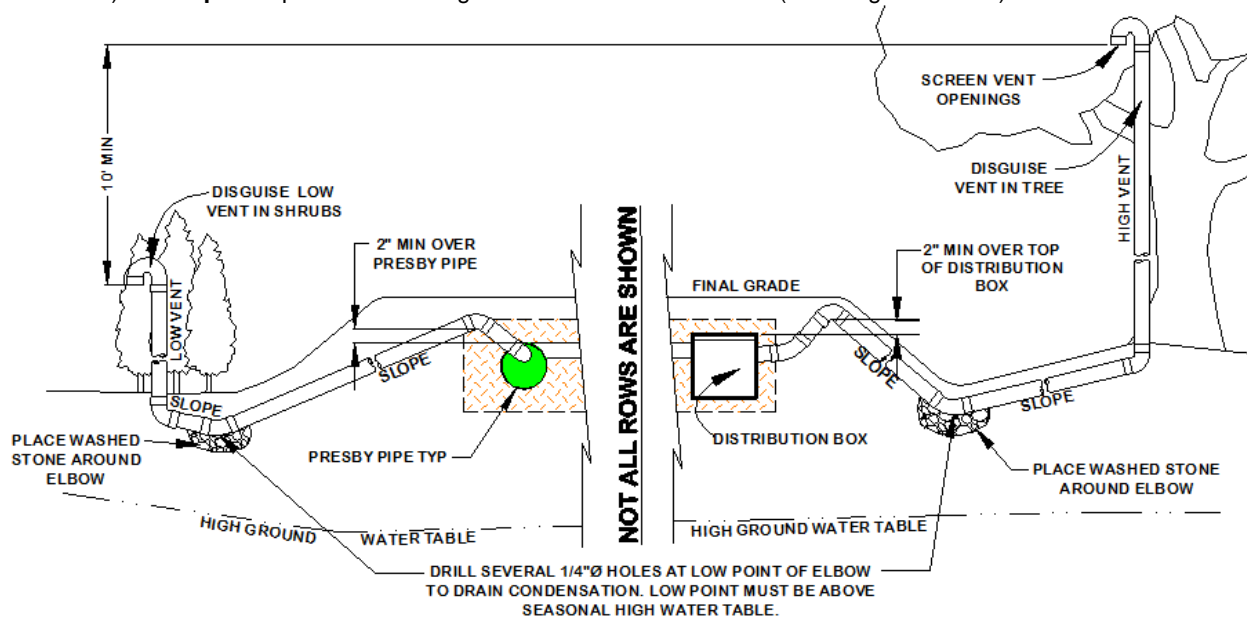 SCREEN VENT
OPENINGS
10' MIN
DISGUISE
VENT IN TREE
HIGH VENT
DISGUISE LOW
VENT IN SHRUBS
2" MIN OVER
PRESBY PIPE
NOT ALL ROWS ARE SHOWN
2" MIN OVER TOP
OF DISTRIBUTION
BOX
FINAL GRADE
LOW VENT
SLOPE
SLOPE
SLOPE
SLOPE
PLACE WASHED
STONE AROUND
ELBOW
PRESBY PIPE TYP
DISTRIBUTION BOX
PLACE WASHED STONE
AROUND ELBOW
HIGH GROUND
WATER TABLE
HIGH GROUND WATER TABLE
DRILL SEVERAL 1/4"Ø HOLES AT LOW POINT OF ELBOW
TO DRAIN CONDENSATION. LOW POINT MUST BE ABOVE
SEASONAL HIGH WATER TABLE.